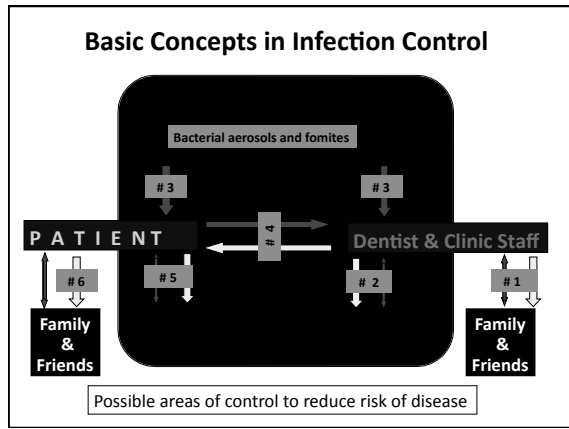 Basic Concepts in Infection Control
Bacterial aerosols and fomites
# 3
# 3
# 4
PATIENT
Dentist & Clinic Staff
# 6
# 5
# 2
# 1
Family
&
Friends
Family
&
Friends
Possible areas of control to reduce risk of disease